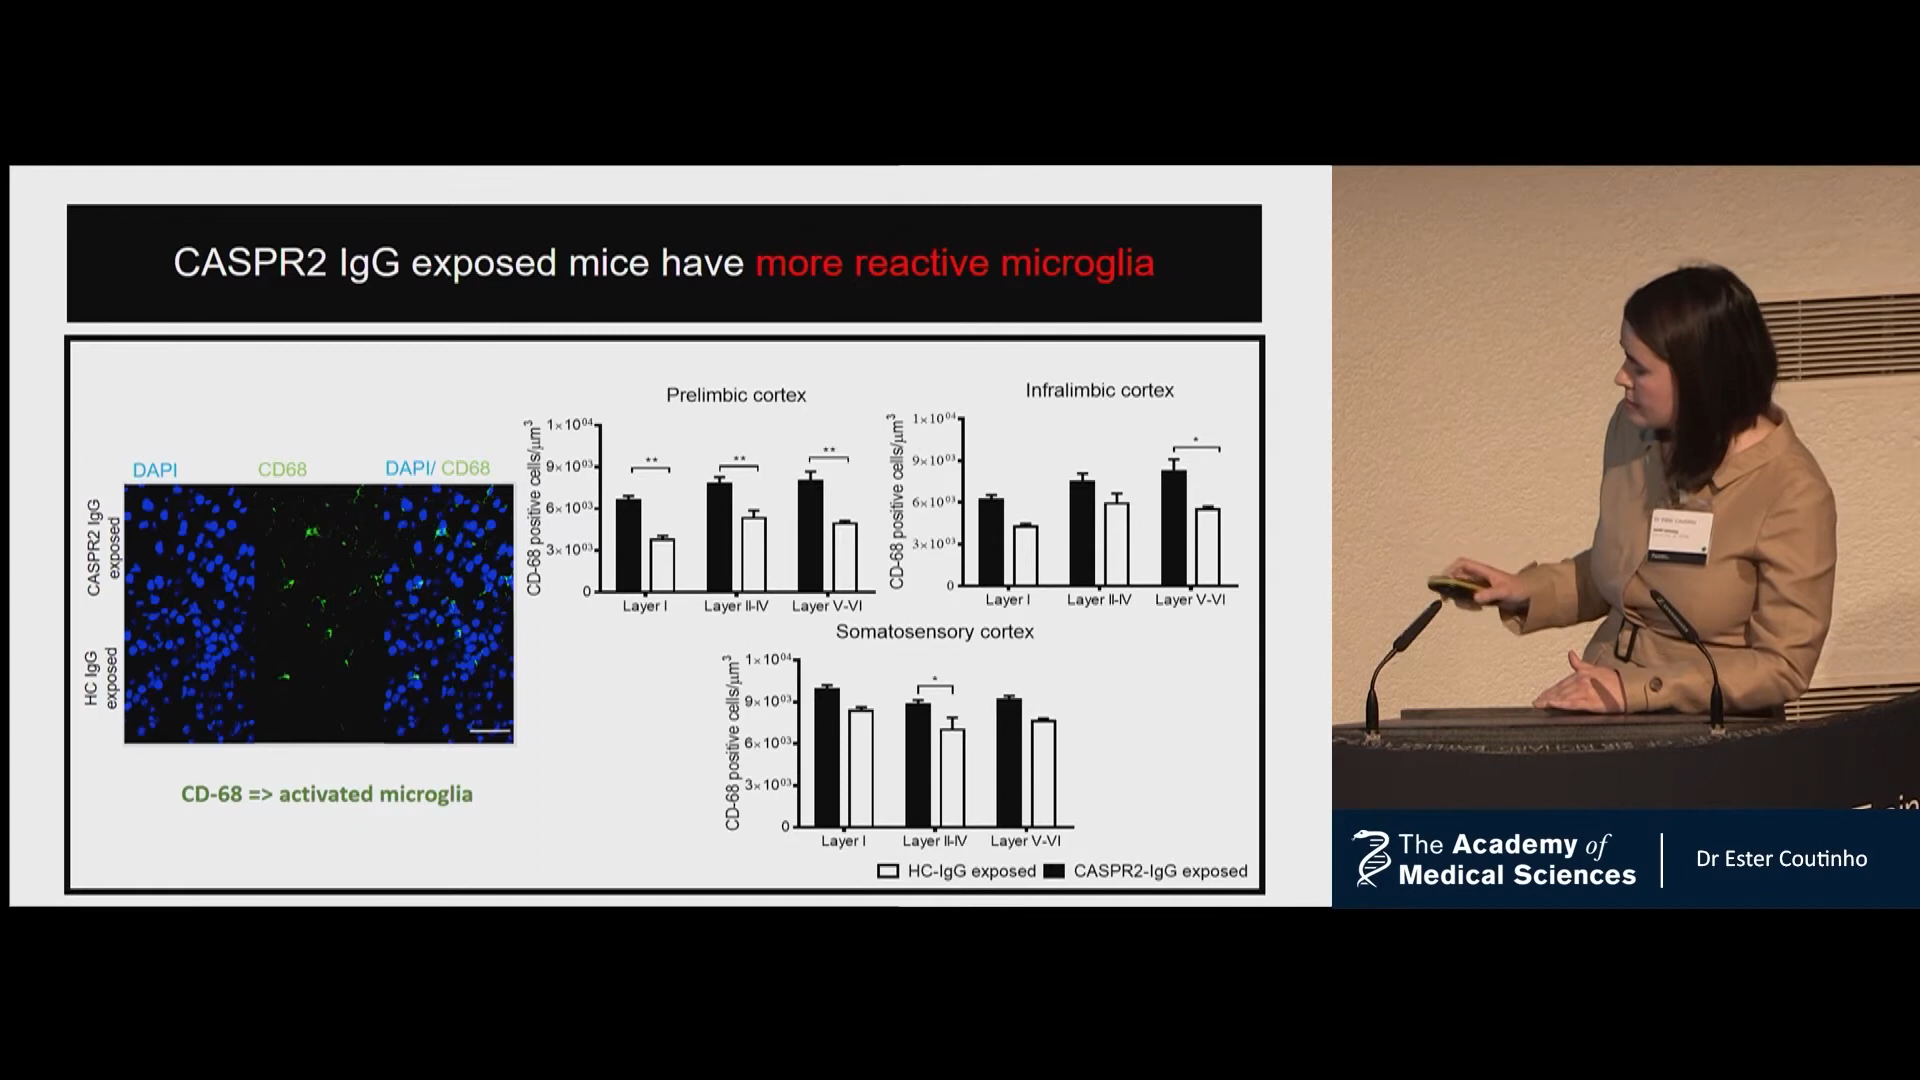 CASPR2 IgG exposed mice have more reactive microglia
DAPI CD68 DAPI/ CD68
CASPR2 IgG
exposed
HC IgG
exposed
CD-68 => activated microglia
Prelimbic cortex
CD-68 positive cells/μm³
1×10⁰⁴
9×10⁰³
6×10⁰³
3×10⁰³
0
** ** **
Layer I Layer II-IV Layer V-VI
Infralimbic cortex
CD-68 positive cells/μm³
1×10⁰⁴
9×10⁰³
6×10⁰³
3×10⁰³
0
*
Layer I Layer II-IV Layer V-VI
Somatosensory cortex
CD-68 positive cells/μm³
1×10⁰⁴
9×10⁰³
6×10⁰³
3×10⁰³
0
*
Layer I Layer II-IV Layer V-VI
HC-IgG exposed CASPR2-IgG exposed
Dr Ester Coutinho
The Academy of
Medical Sciences
Dr Ester Coutinho